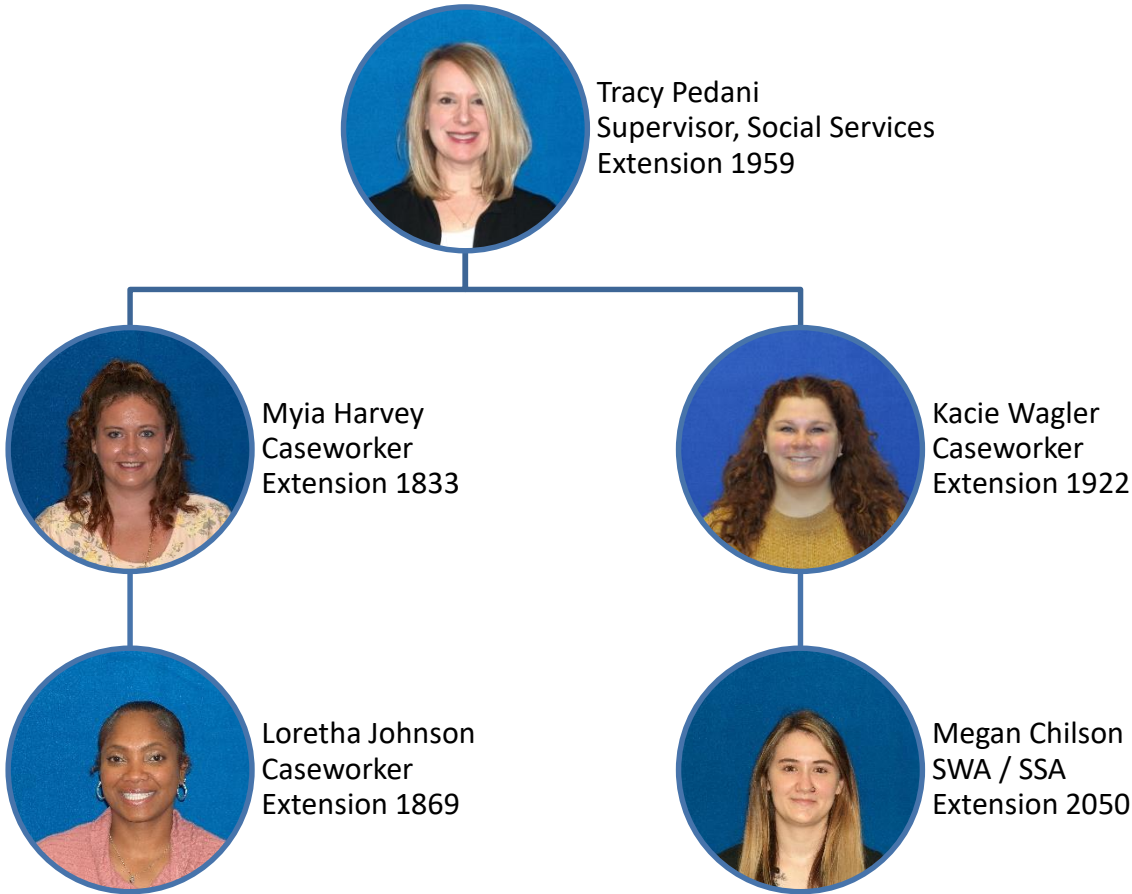 Tracy Pedani
Supervisor, Social Services
Extension 1959
Myia Harvey
Caseworker
Extension 1833
Kacie Wagler
Caseworker
Extension 1922
Loretha Johnson
Caseworker
Extension 1869
Megan Chilson
SWA / SSA
Extension 2050